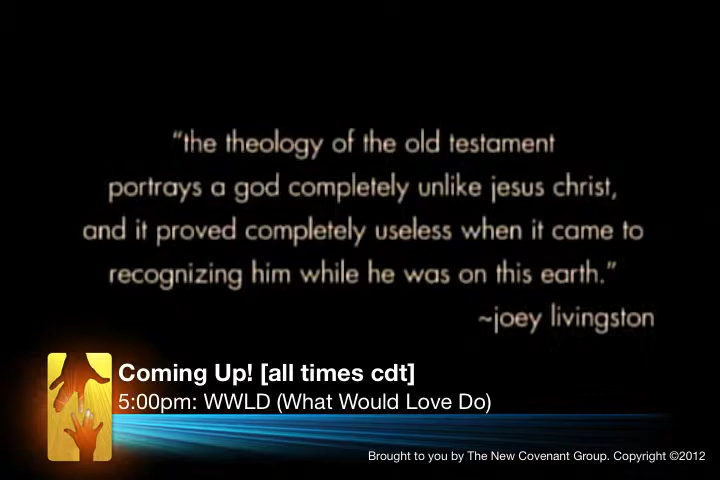 “the theology of the old testament
portrays a god completely unlike jesus christ,
and it proved completely useless when it came to
recognizing him while he was on this earth.”
~joey livingston
Coming Up! [all times cdt]
5:00pm: WWLD (What Would Love Do)
Brought to you by The New Covenant Group. Copyright ©2012